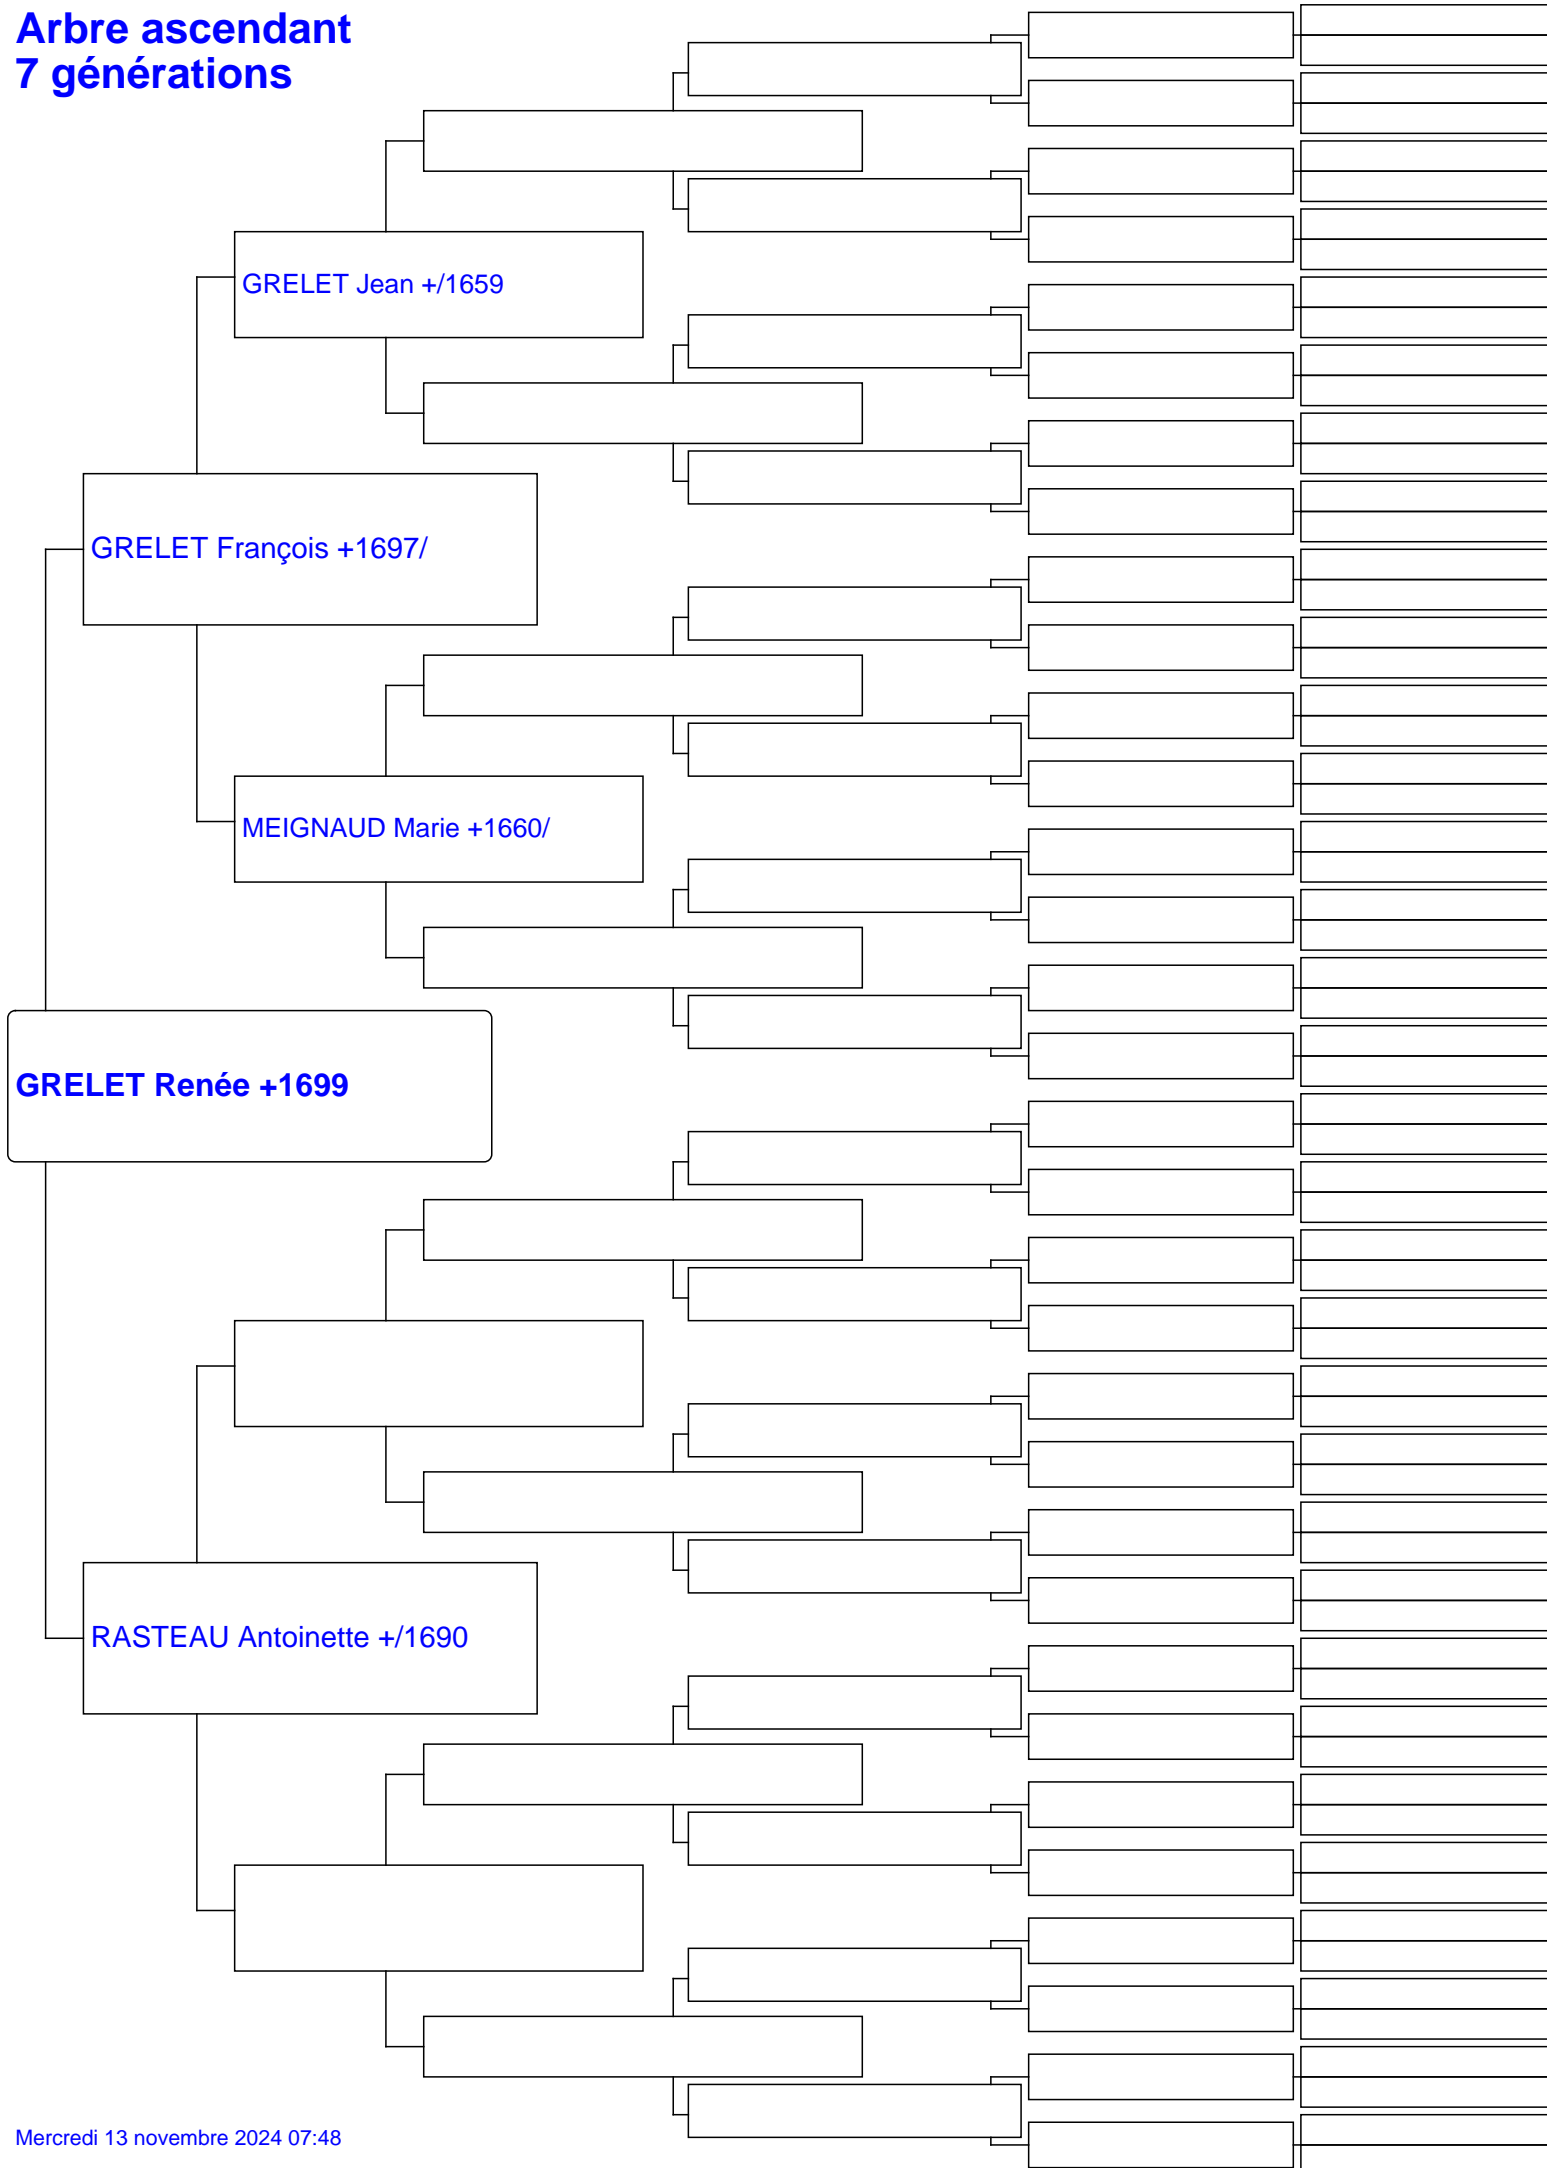 Arbre ascendant
7 générations
GRELET Jean +/1659
GRELET François +1697/
MEIGNAUD Marie +1660/
GRELET Renée +1699
RASTEAU Antoinette +/1690
Mercredi 13 novembre 2024 07:48